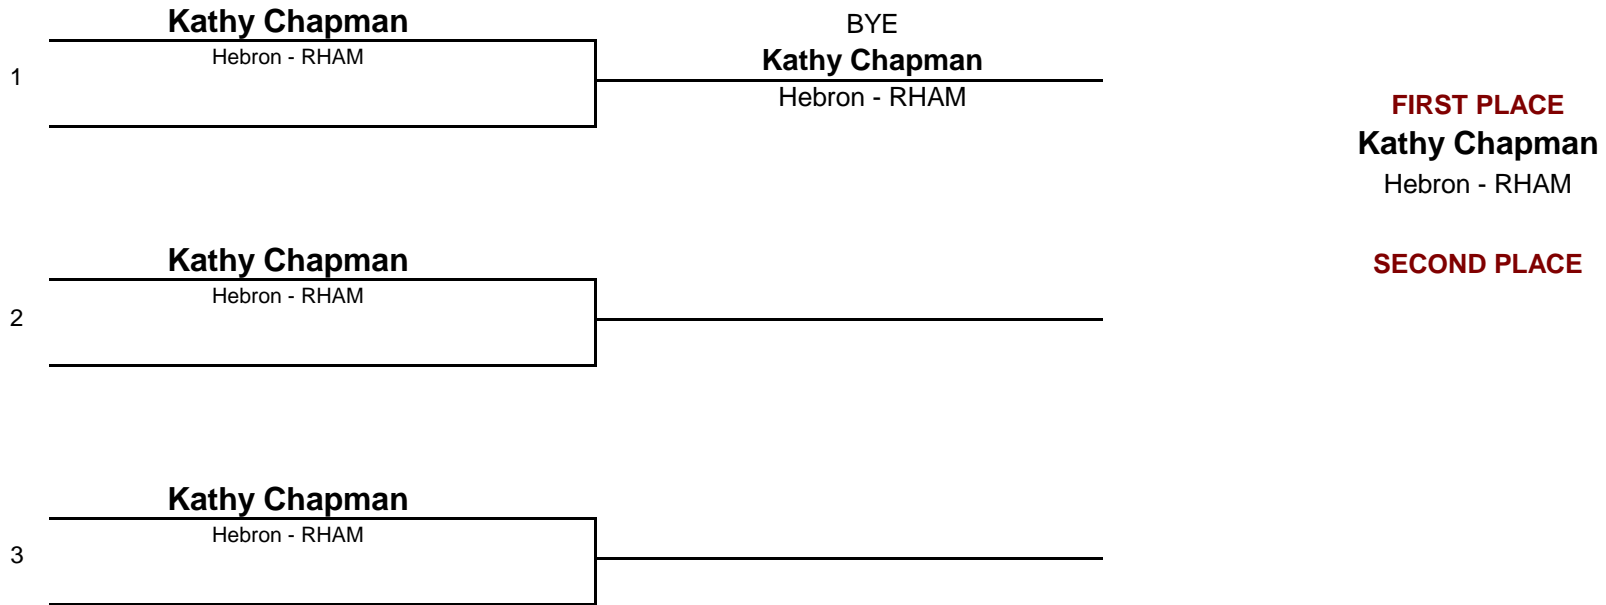 Kathy Chapman
Hebron - RHAM
1
BYE
Kathy Chapman
Hebron - RHAM
FIRST PLACE
Kathy Chapman
Hebron - RHAM
Kathy Chapman
Hebron - RHAM
2
SECOND PLACE
Kathy Chapman
Hebron - RHAM
3